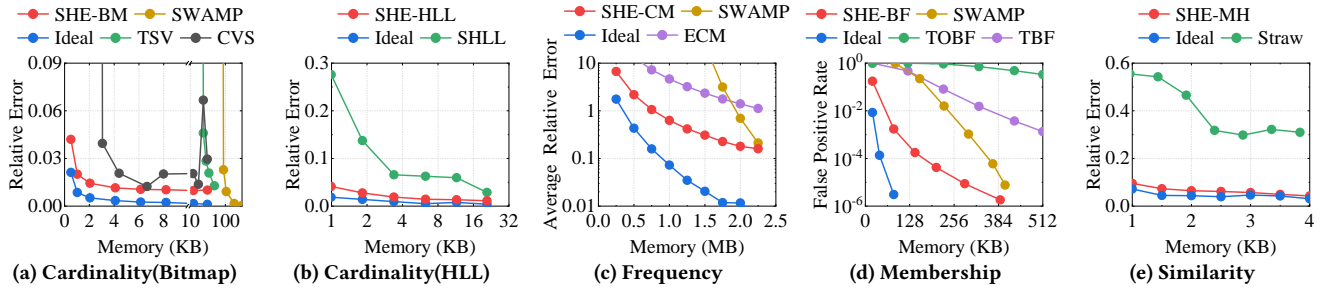 SHE-BM SWAMP
Ideal TSV CVS
0.09
0.06
0.03
0.00
Relative Error
0 2 4 6 8 10 100
Memory (KB)
(a) Cardinality(Bitmap)
SHE-HLL
Ideal SHLL
0.3
0.2
0.1
0.0
Relative Error
1 2 4 8 16 32
Memory (KB)
(b) Cardinality(HLL)
SHE-CM SWAMP
Ideal ECM
10
1
0.1
0.01
Average Relative Error
0.0 0.5 1.0 1.5 2.0
Memory (MB)
(c) Frequency
SHE-BF SWAMP
Ideal TOBF TBF
10⁰
10⁻²
10⁻⁴
10⁻⁶
False Positive Rate
0 128 256 384 512
Memory (KB)
(d) Membership
SHE-MH
Ideal Straw
0.6
0.4
0.2
0.0
Relative Error
1 2 3 4
Memory (KB)
(e) Similarity